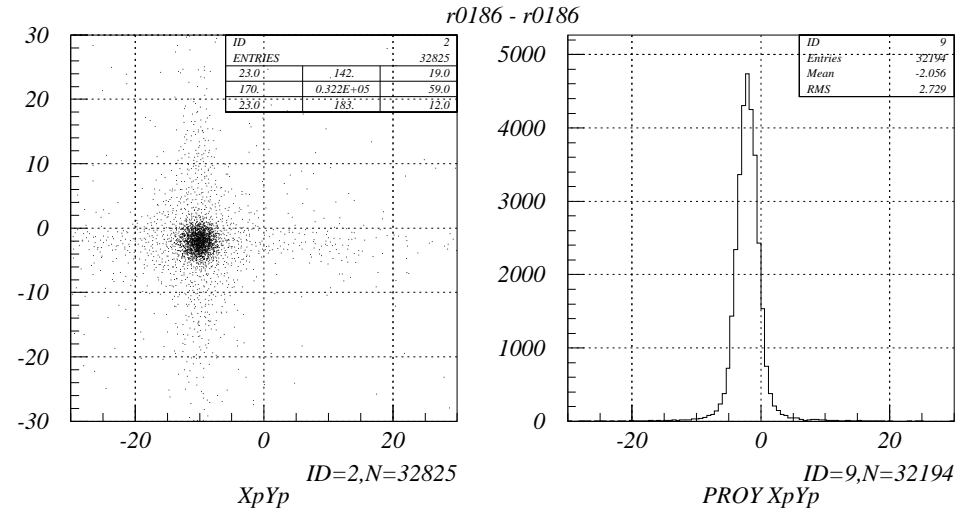 r0186 - r0186
ID 2
ENTRIES 32825
23.0 142. 19.0
170. 0.322E+05 59.0
23.0 183. 12.0
30
20
10
0
-10
-20
-30
-20 0 20
ID=2,N=32825
XpYp
ID 9
Entries 32194
Mean -2.056
RMS 2.729
5000
4000
3000
2000
1000
0
-20 0 20
ID=9,N=32194
PROY XpYp